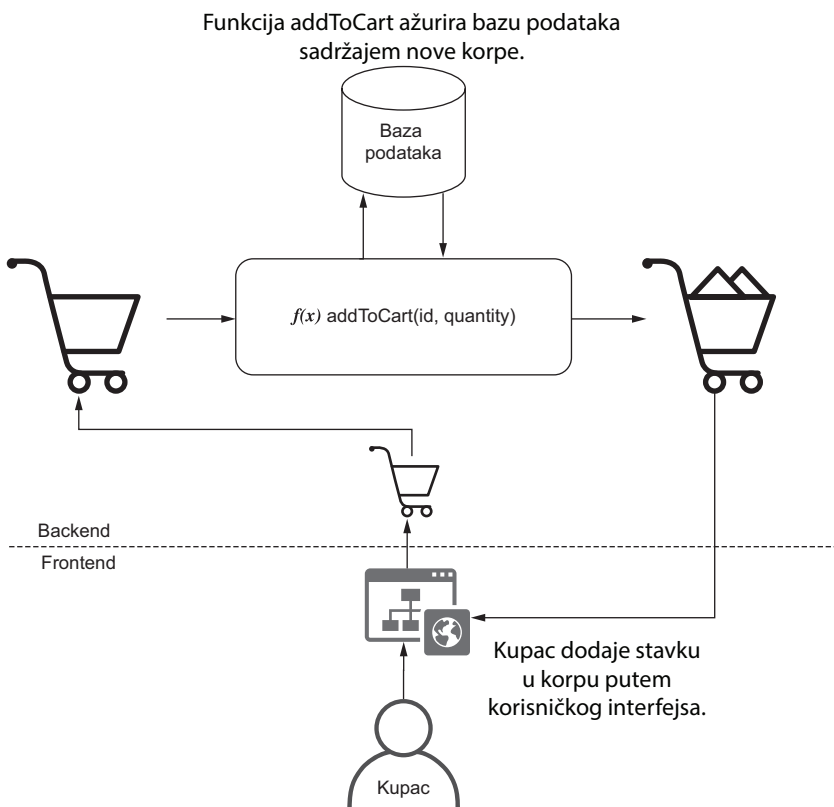 Funkcija addToCart ažurira bazu podataka
sadržajem nove korpe.
Baza
podataka
f(x) addToCart(id, quantity)
Backend
Frontend
Kupac dodaje stavku
u korpu putem
korisničkog interfejsa.
Kupac